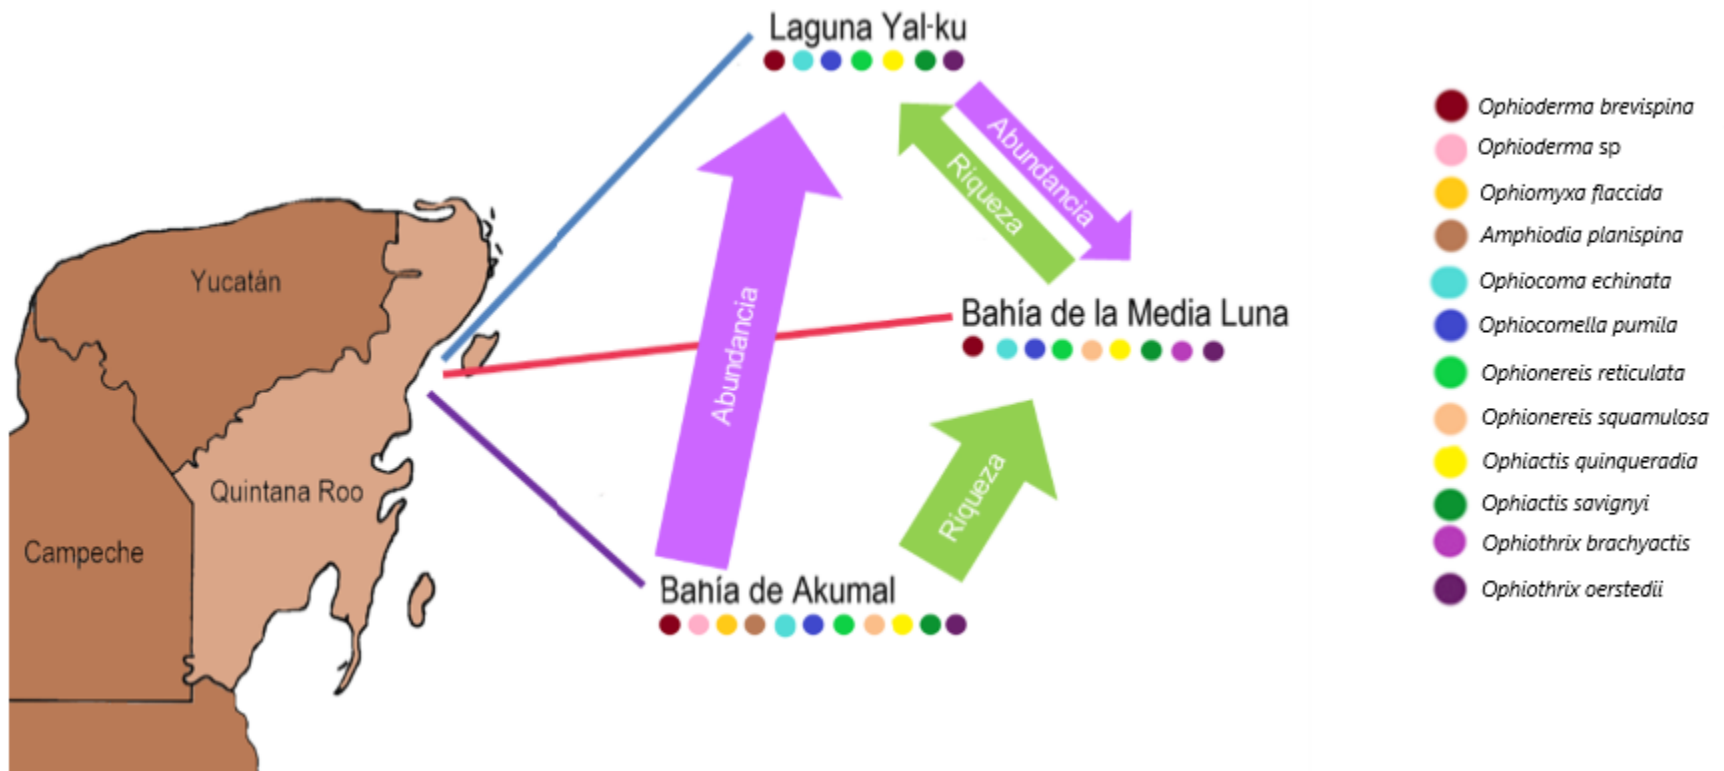 Laguna Yal-ku
Abundancia
Riqueza
Yucatán
Bahía de la Media Luna
Abundancia
Quintana Roo
Riqueza
Campeche
Bahía de Akumal
Ophioderma brevispina
Ophioderma sp
Ophiomyxa flaccida
Amphiodia planispina
Ophiocoma echinata
Ophiocomella pumila
Ophionereis reticulata
Ophionereis squamulosa
Ophiactis quinqueradia
Ophiactis savignyi
Ophiothrix brachyactis
Ophiothrix oerstedii